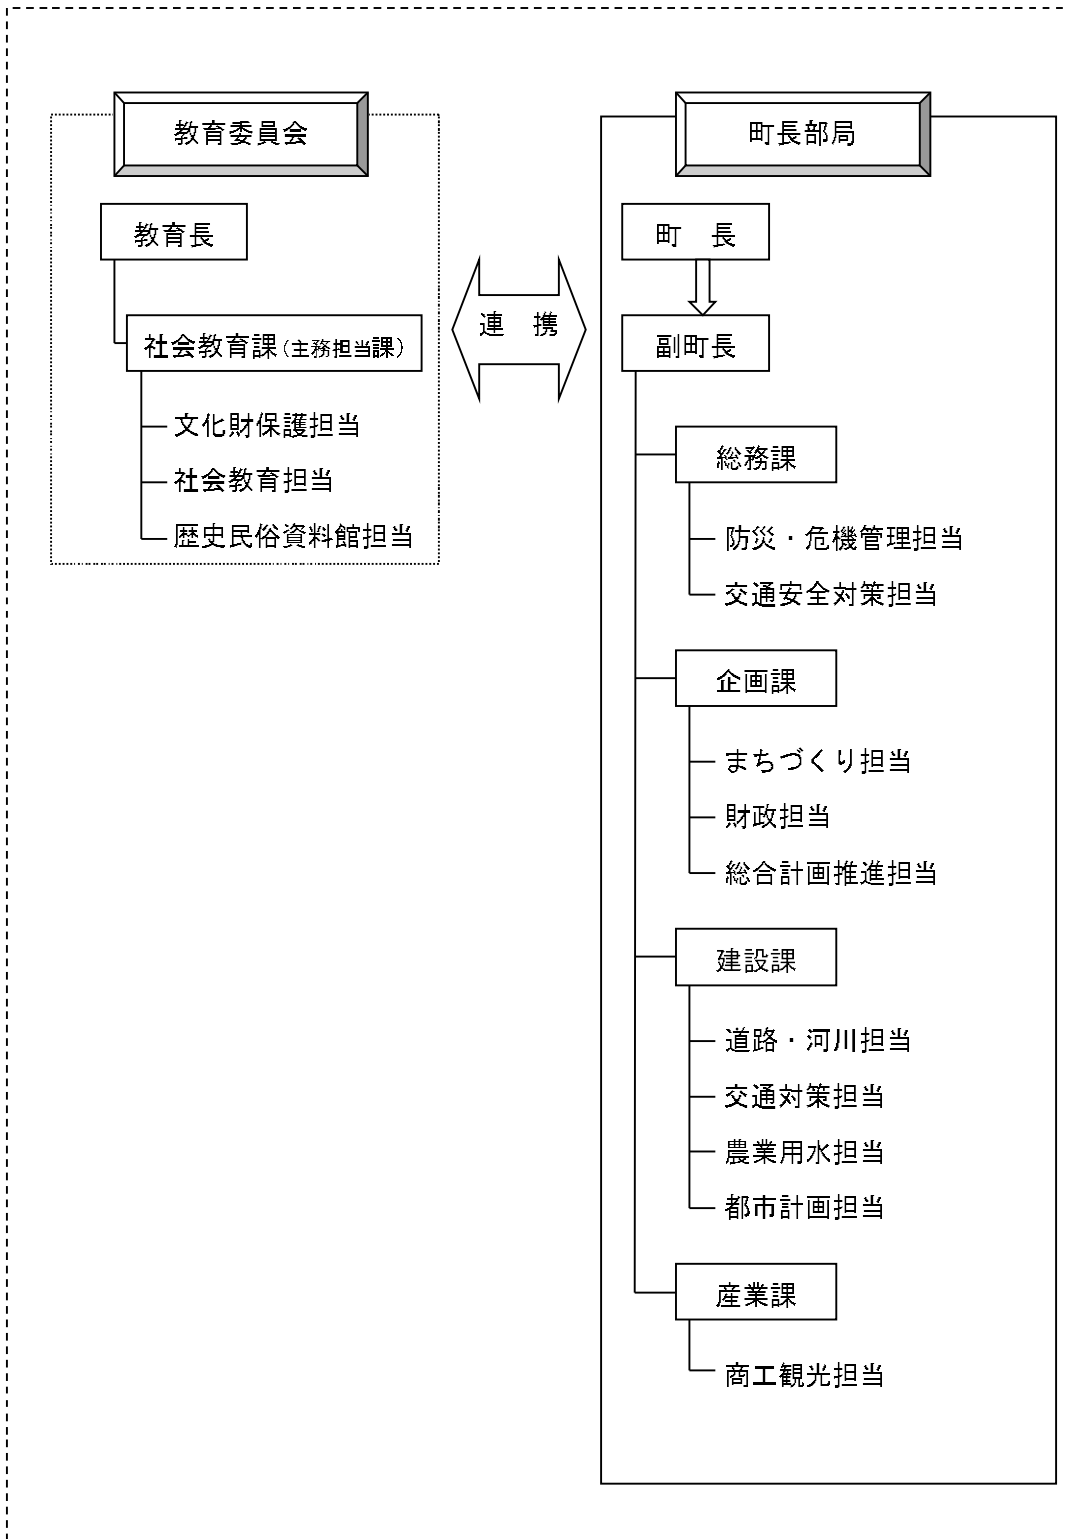 教育委員会
教育長
社会教育課(主務担当課)
文化財保護担当
社会教育担当
歴史民俗資料館担当
連　携
町長部局
町　長
副町長
総務課
防災・危機管理担当
交通安全対策担当
企画課
まちづくり担当
財政担当
総合計画推進担当
建設課
道路・河川担当
交通対策担当
農業用水担当
都市計画担当
産業課
商工観光担当